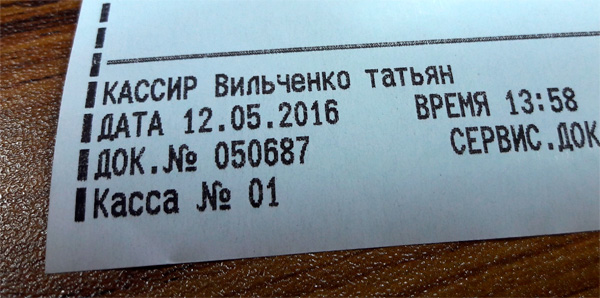 КАССИР Вильченко татьян
ДАТА 12.05.2016 ВРЕМЯ 13:58
ДОК.№ 050687 СЕРВИС.ДОК
Касса № 01